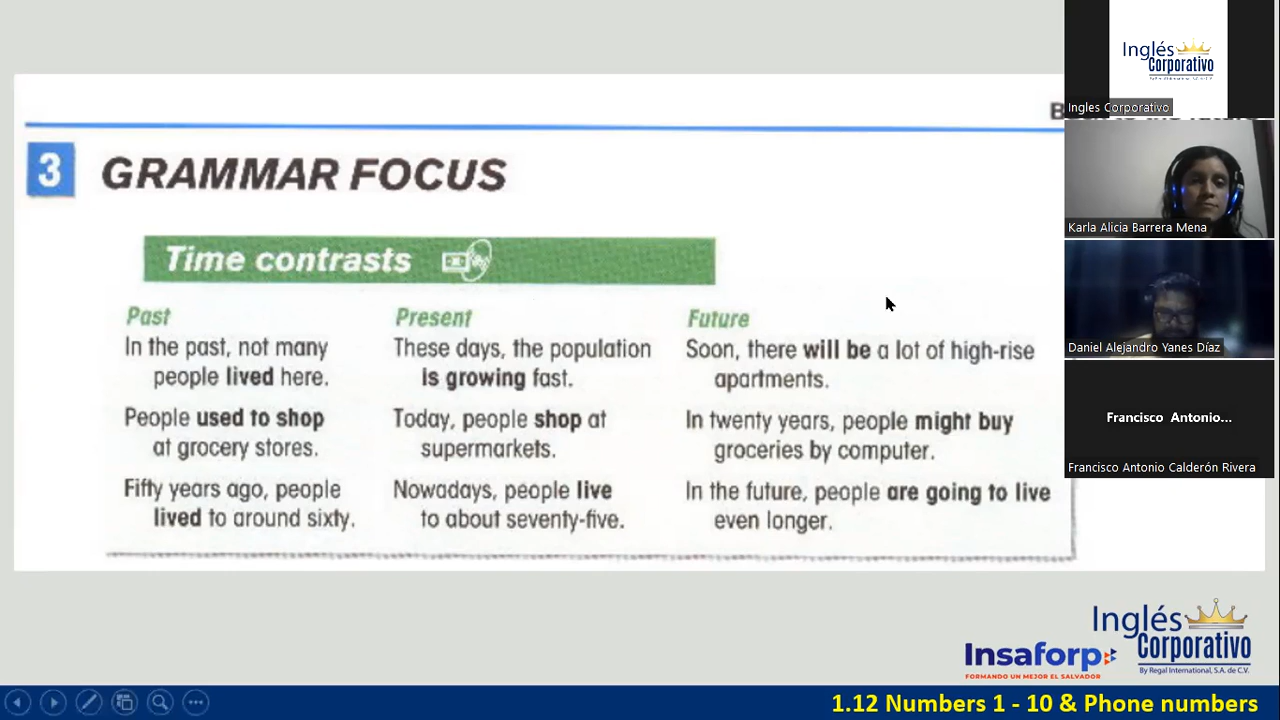 Inglés
Corporativo
Ingles Corporativo
Karla Alicia Barrera Mena
Daniel Alejandro Yanes Díaz
Francisco Antonio...
Francisco Antonio Calderón Rivera
3 GRAMMAR FOCUS
Time contrasts
Past
In the past, not many
people lived here.
People used to shop
at grocery stores.
Fifty years ago, people
lived to around sixty.
Present
These days, the population
is growing fast.
Today, people shop at
supermarkets.
Nowadays, people live
to about seventy-five.
Future
Soon, there will be a lot of high-rise
apartments.
In twenty years, people might buy
groceries by computer.
In the future, people are going to live
even longer.
Insaforp
FORMANDO UN MEJOR EL SALVADOR
Inglés
Corporativo
By Regal International, S.A. de C.V.
1.12 Numbers 1 - 10 & Phone numbers